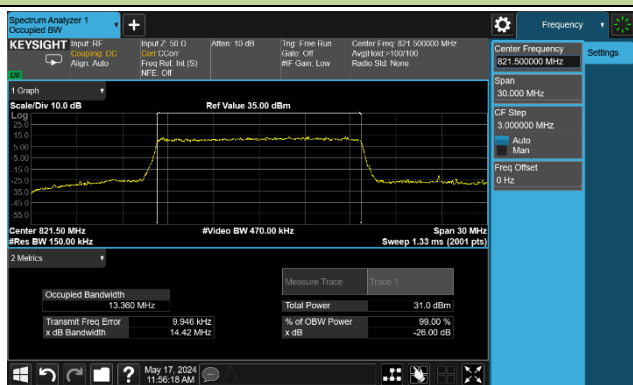 Spectrum Analyzer 1
Occupied BW
Frequency
KEYSIGHT
Input: RF
Coupling: DC
Align: Auto
Input Z: 50 Ω
Corr CCorr
Freq Ref: Int (S)
NFE: Off
Atten: 10 dB
Trig: Free Run
Gate: Off
#IF Gain: Low
Center Freq: 821.500000 MHz
Avg|Hold:>100/100
Radio Std: None
Center Frequency
821.500000 MHz
Settings
Span
30.000 MHz
CF Step
3.000000 MHz
Auto
Man
Freq Offset
0 Hz
1 Graph
Scale/Div 10.0 dB
Ref Value 35.00 dBm
Log
25.0
15.0
5.00
-5.00
-15.0
-25.0
-35.0
-45.0
-55.0
Center 821.50 MHz
#Video BW 470.00 kHz
Span 30 MHz
#Res BW 150.00 kHz
Sweep 1.33 ms (2001 pts)
2 Metrics
Measure Trace
Trace 1
Occupied Bandwidth
13.360 MHz
Total Power
31.0 dBm
Transmit Freq Error
9.946 kHz
% of OBW Power
99.00 %
x dB Bandwidth
14.42 MHz
x dB
-26.00 dB
May 17, 2024
11:56:18 AM